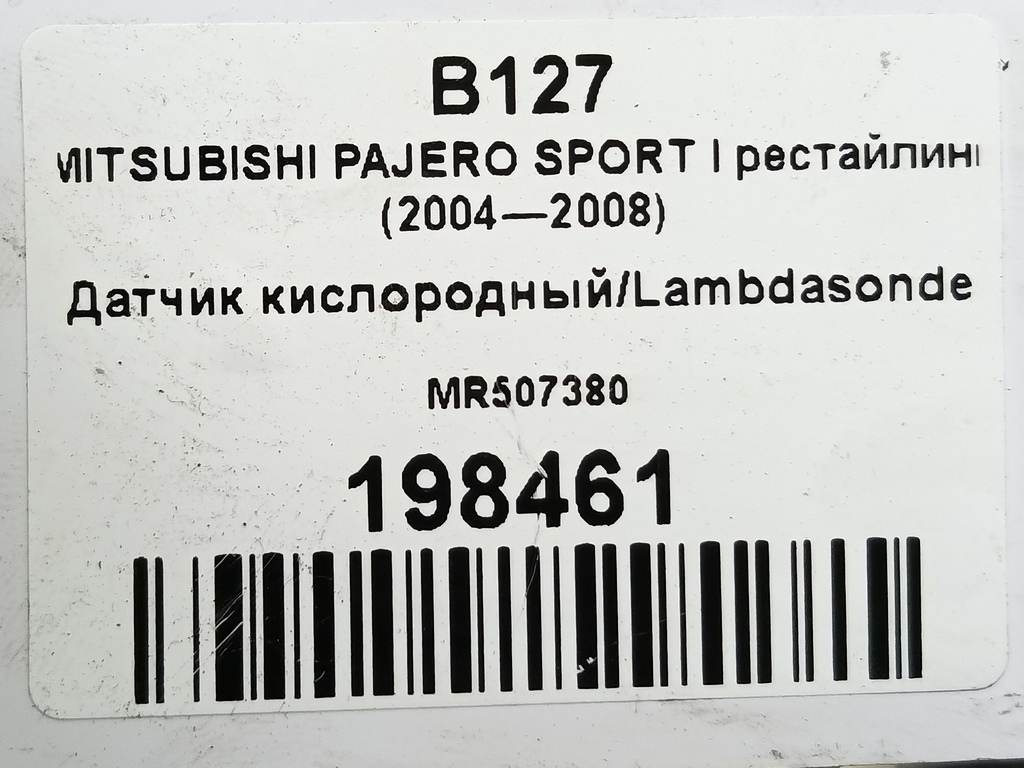 B127
MITSUBISHI PAJERO SPORT I рестайлинг
(2004—2008)
Датчик кислородный/Lambdasonde
MR507380
198461